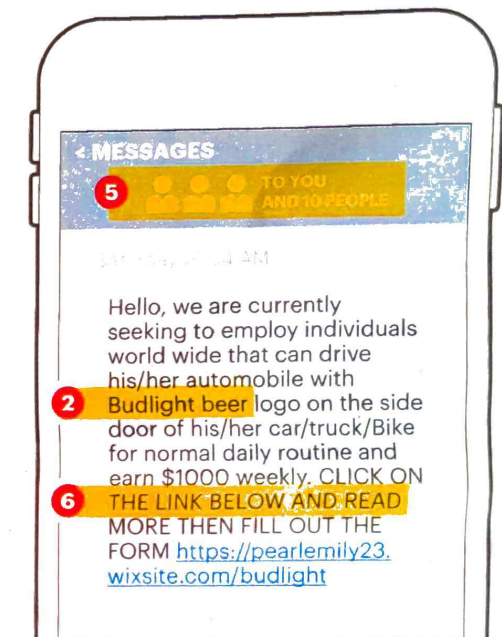 < MESSAGES
5
TO YOU
AND 10 PEOPLE
AM
Hello, we are currently
seeking to employ individuals
world wide that can drive
his/her automobile with
2
Budlight beer logo on the side
door of his/her car/truck/Bike
for normal daily routine and
earn $1000 weekly. CLICK ON
6
THE LINK BELOW AND READ
MORE THEN FILL OUT THE
FORM https://pearlemily23.
wixsite.com/budlight